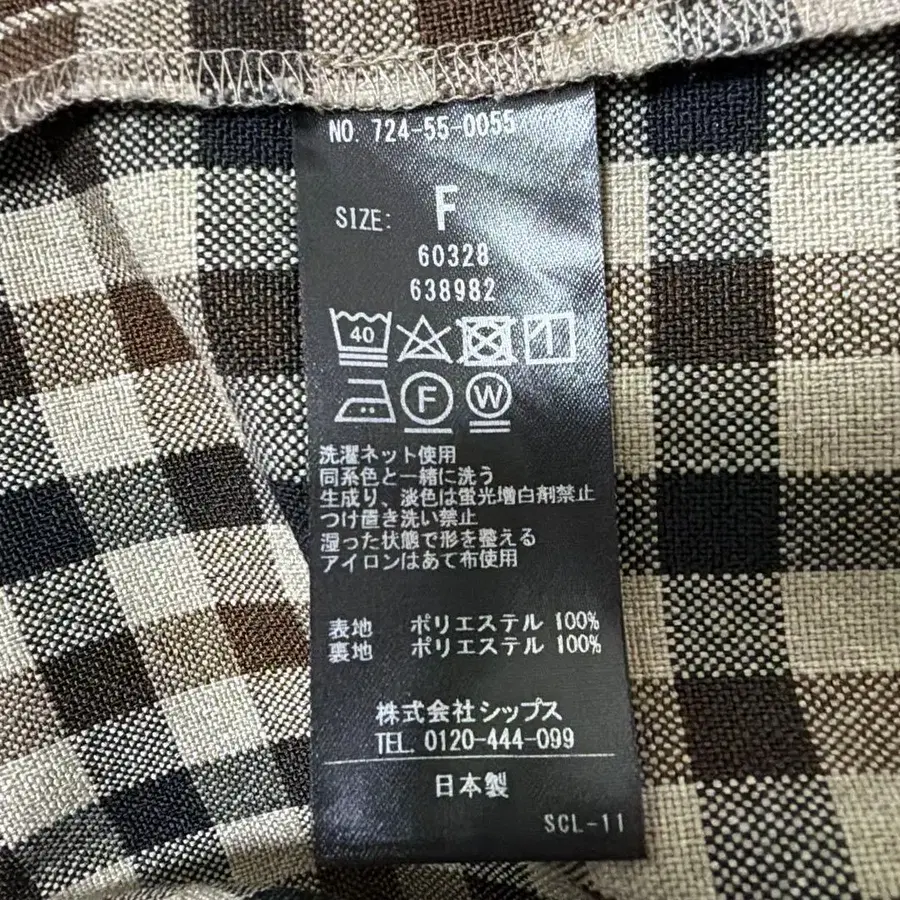 NO. 724-55-0055
SIZE: F
60328
638982
40
F W
洗濯ネット使用
同系色と一緒に洗う
生成り、淡色は蛍光増白剤禁止
つけ置き洗い禁止
湿った状態で形を整える
アイロンはあて布使用
表地 ポリエステル 100%
裏地 ポリエステル 100%
株式会社シップス
TEL. 0120-444-099
日本製
SCL-11